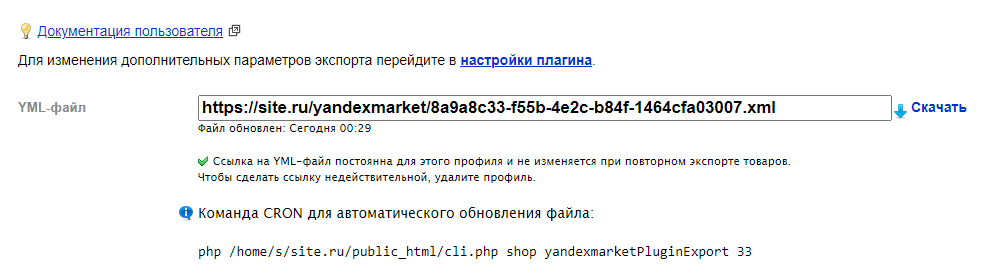 Документация пользователя
Для изменения дополнительных параметров экспорта перейдите в настройки плагина.
YML-файл https://site.ru/yandexmarket/8a9a8c33-f55b-4e2c-b84f-1464cfa03007.xml Скачать
Файл обновлен: Сегодня 00:29
Ссылка на YML-файл постоянна для этого профиля и не изменяется при повторном экспорте товаров.
Чтобы сделать ссылку недействительной, удалите профиль.
Команда CRON для автоматического обновления файла:
php /home/s/site.ru/public_html/cli.php shop yandexmarketPluginExport 33